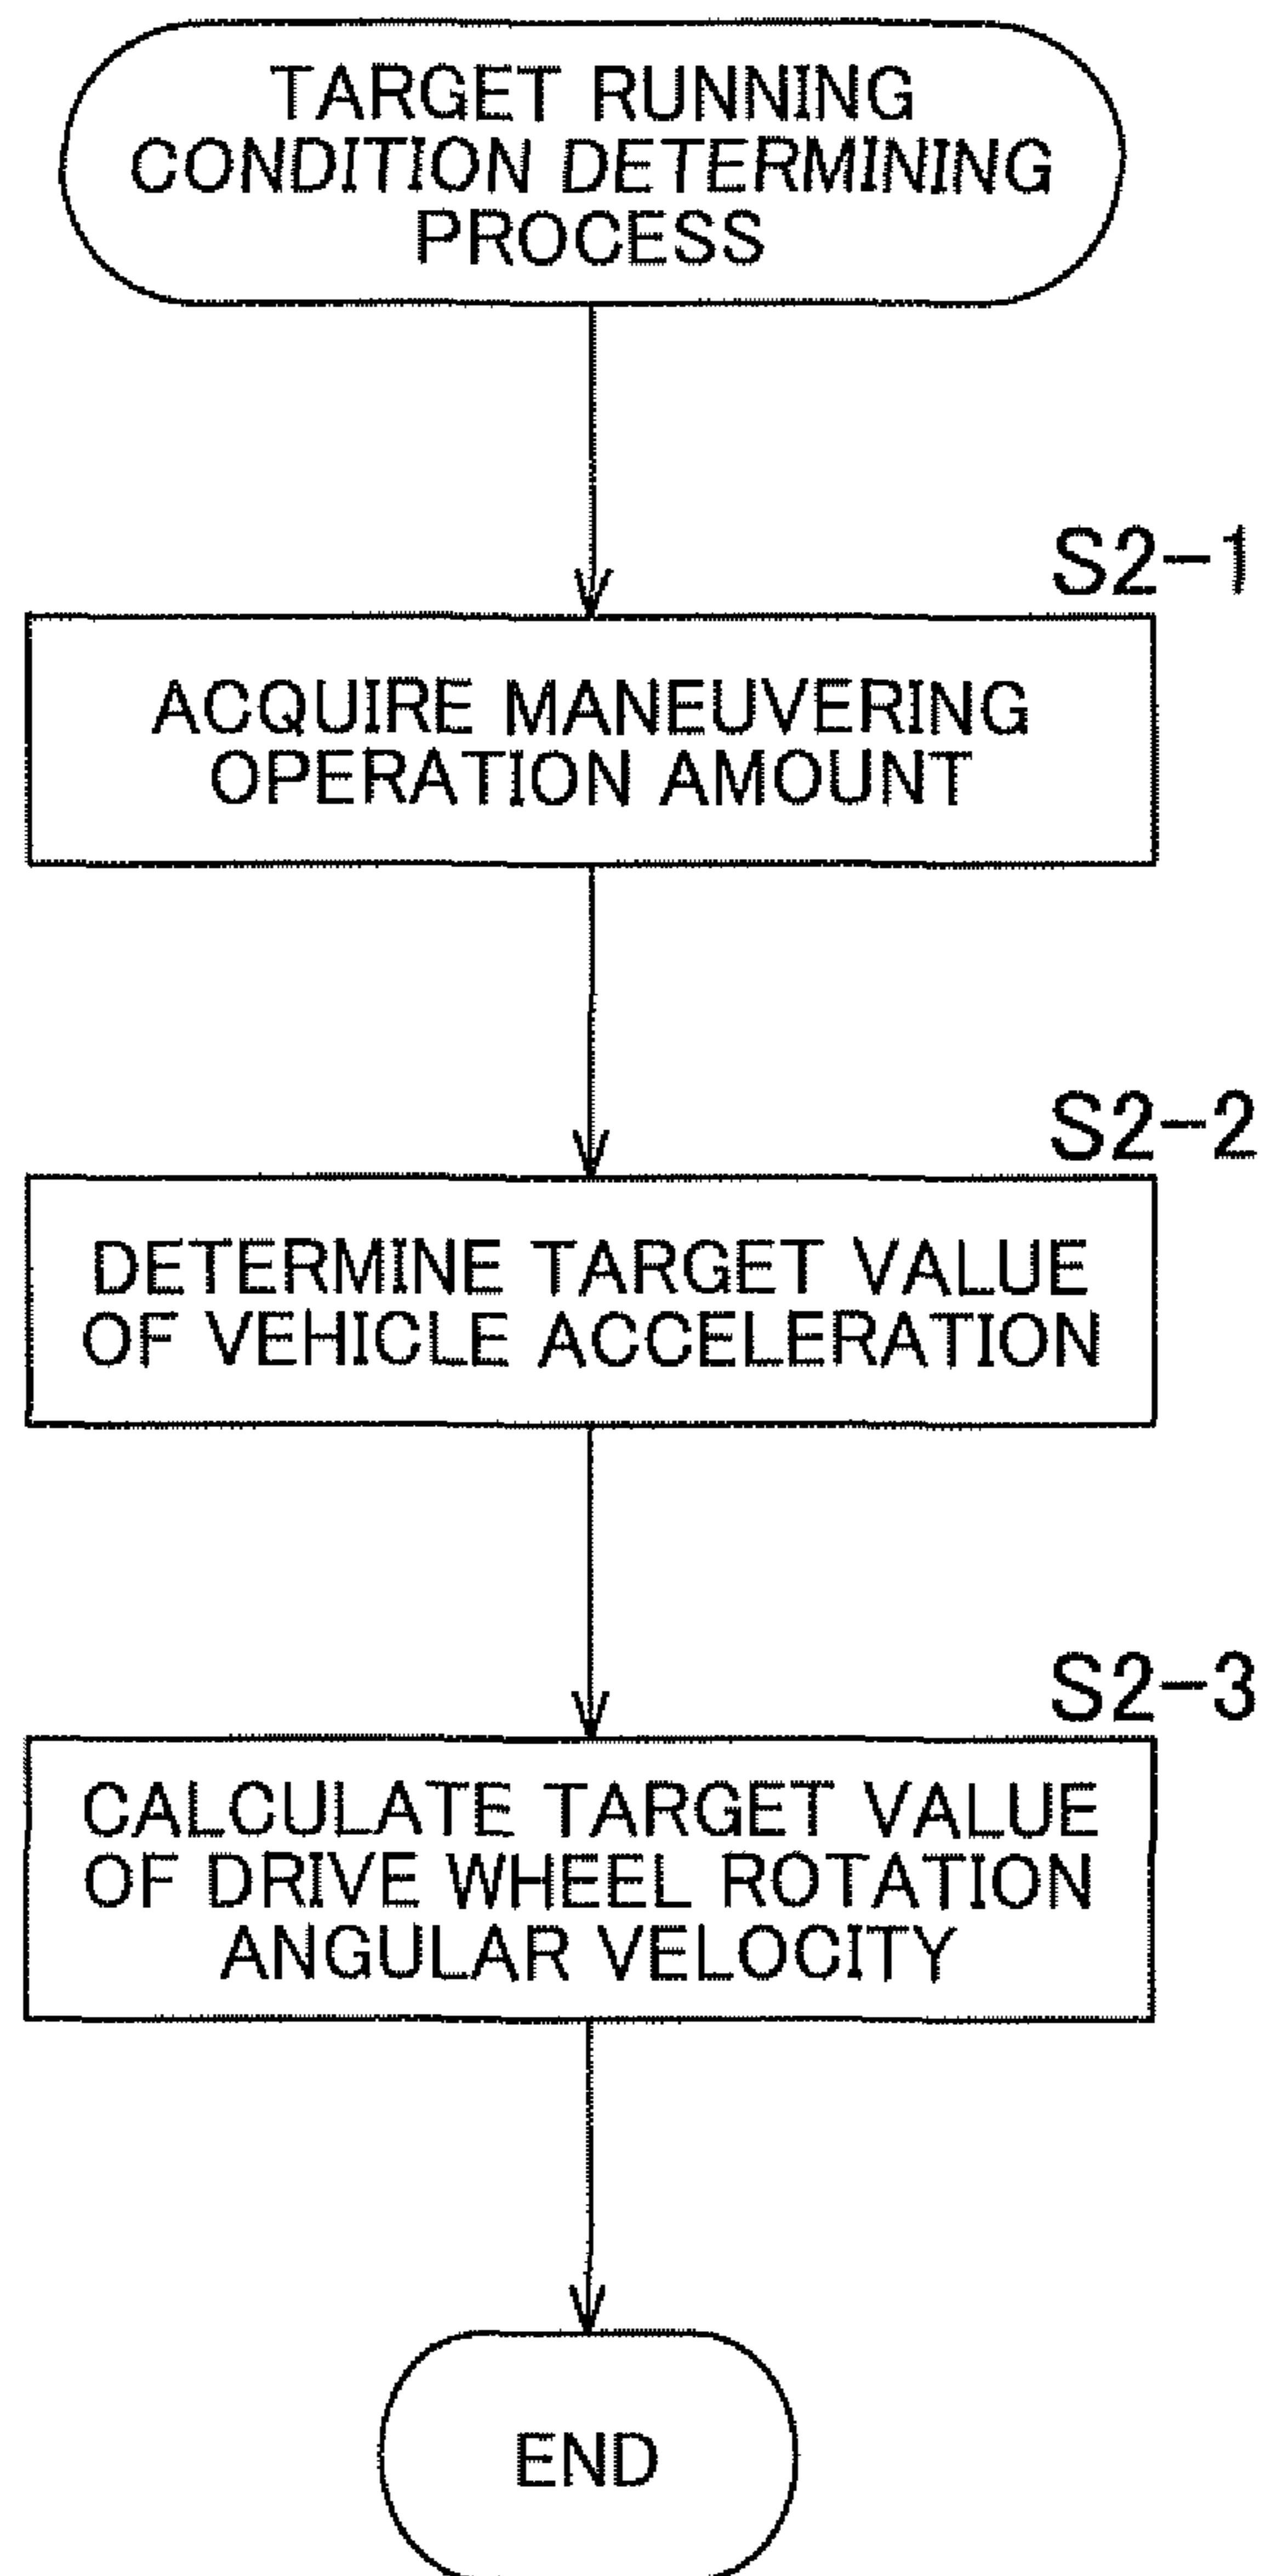 TARGET RUNNING
CONDITION DETERMINING
PROCESS
S2-1
ACQUIRE MANEUVERING
OPERATION AMOUNT
S2-2
DETERMINE TARGET VALUE
OF VEHICLE ACCELERATION
S2-3
CALCULATE TARGET VALUE
OF DRIVE WHEEL ROTATION
ANGULAR VELOCITY
END